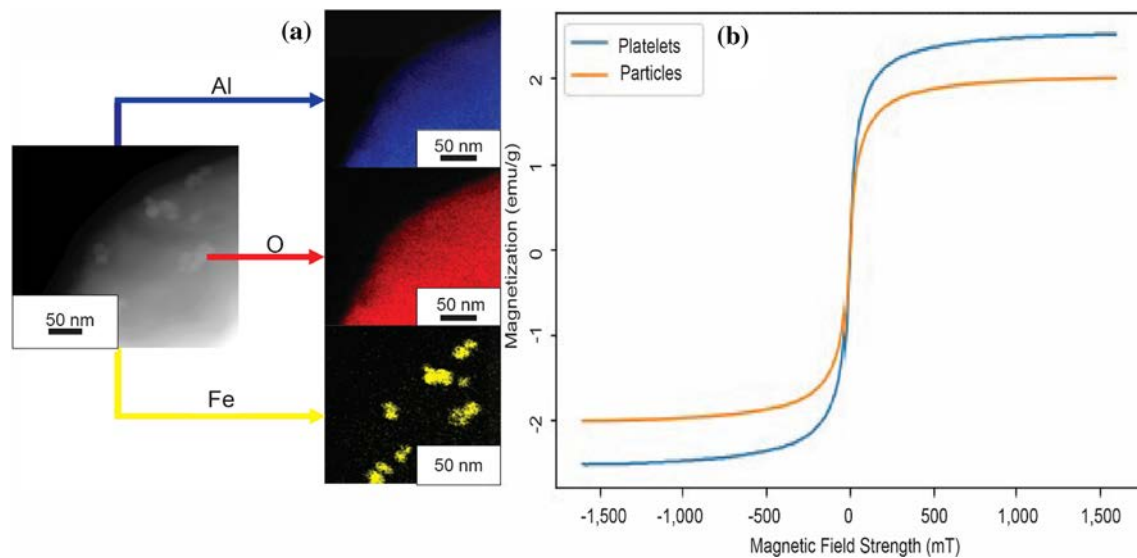 (a)
Al
50 nm
50 nm
O
50 nm
Fe
50 nm
(b)
Platelets
Particles
Magnetization (emu/g)
2
1
0
-1
-2
-1,500
-1,000
-500
0
500
1,000
1,500
Magnetic Field Strength (mT)